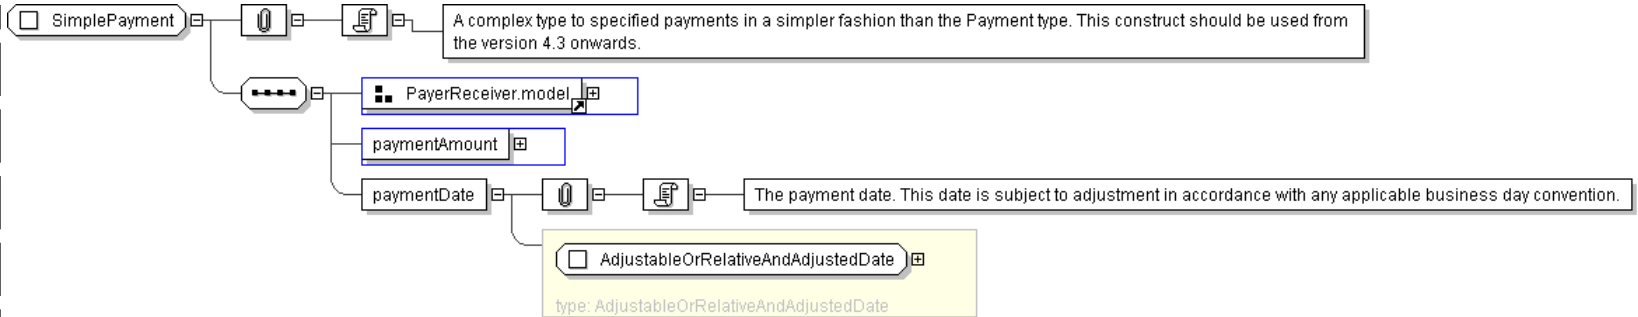 SimplePayment
A complex type to specified payments in a simpler fashion than the Payment type. This construct should be used from
the version 4.3 onwards.
PayerReceiver.model
paymentAmount
paymentDate
The payment date. This date is subject to adjustment in accordance with any applicable business day convention.
AdjustableOrRelativeAndAdjustedDate
type: AdjustableOrRelativeAndAdjustedDate